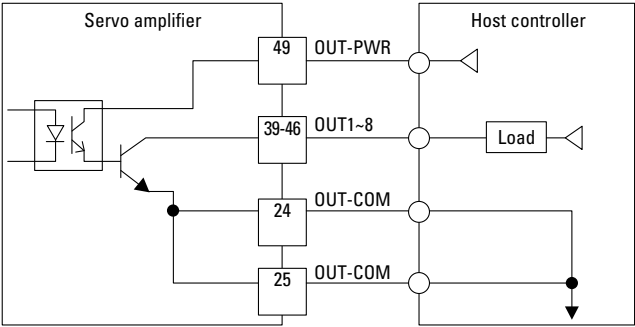 Servo amplifier
Host controller
49
OUT-PWR
39-46
OUT1~8
Load
24
OUT-COM
25
OUT-COM